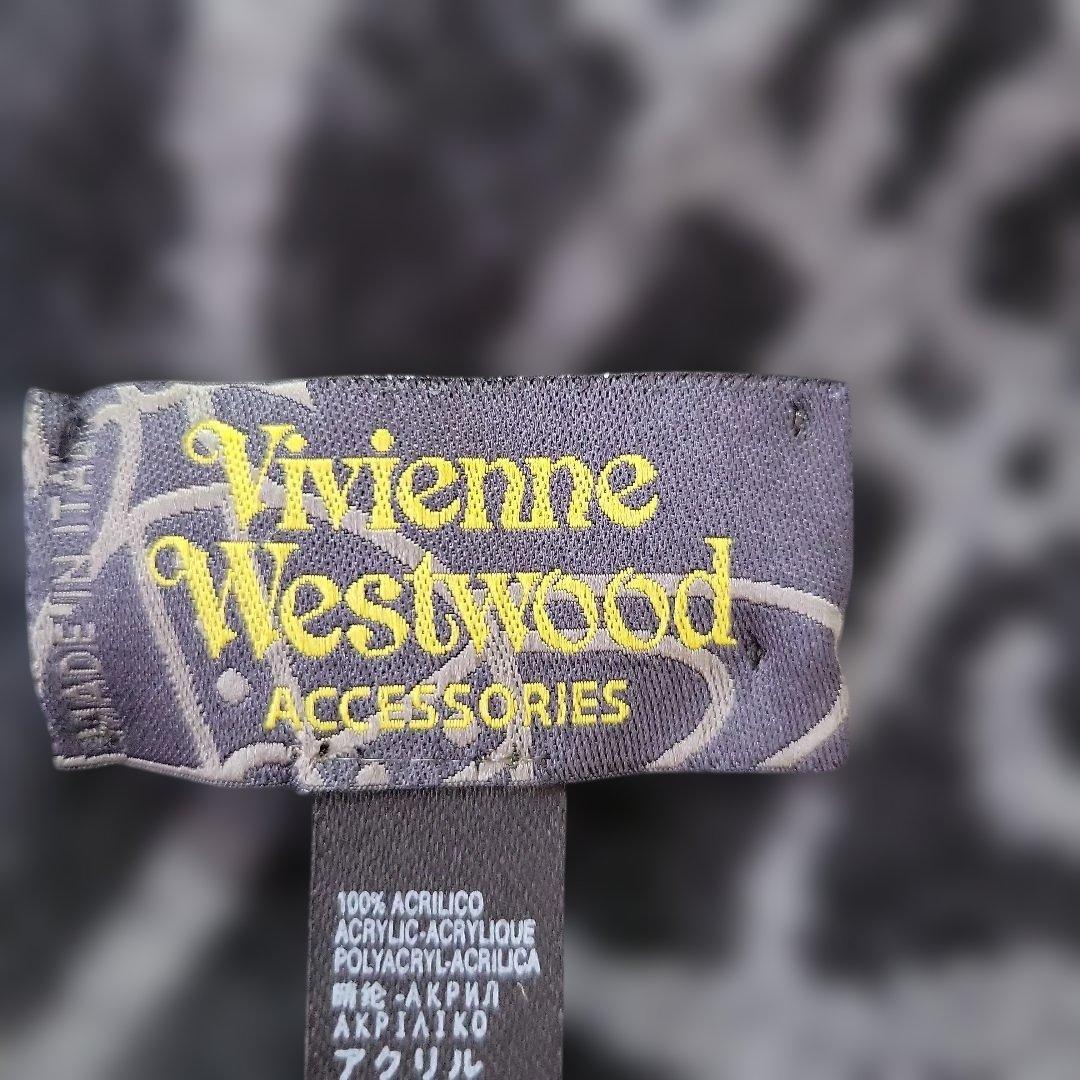 Vivienne
Westwood
ACCESSORIES
MADE IN ITA
100% ACRILICO
ACRYLIC-ACRYLIQUE
POLYACRYL-ACRILICA
腈纶 -АКРИЛ
ΑΚΡΙΛΙΚΟ
アクリル